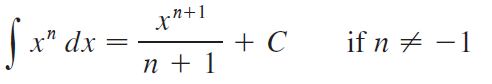 ∫ xⁿ dx = xⁿ⁺¹ / (n + 1) + C if n ≠ −1